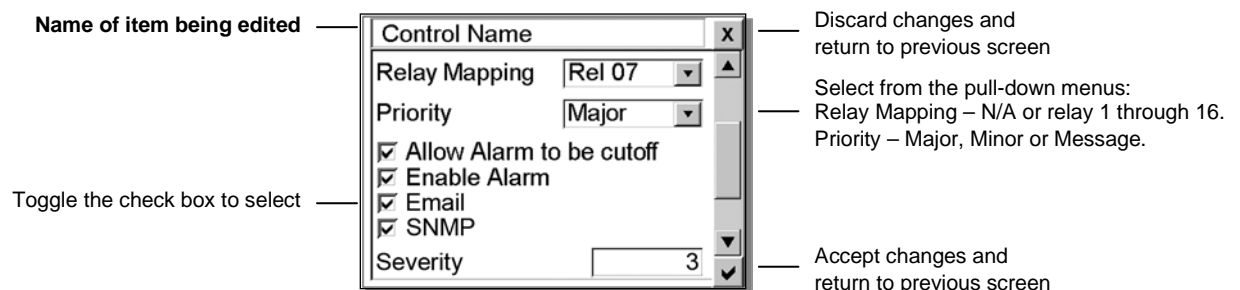 Name of item being edited
Control Name
X
Discard changes and
return to previous screen
Relay Mapping Rel 07
Select from the pull-down menus:
Relay Mapping – N/A or relay 1 through 16.
Priority – Major, Minor or Message.
Priority Major
Allow Alarm to be cutoff
Enable Alarm
Toggle the check box to select
Email
SNMP
Severity 3
Accept changes and
return to previous screen